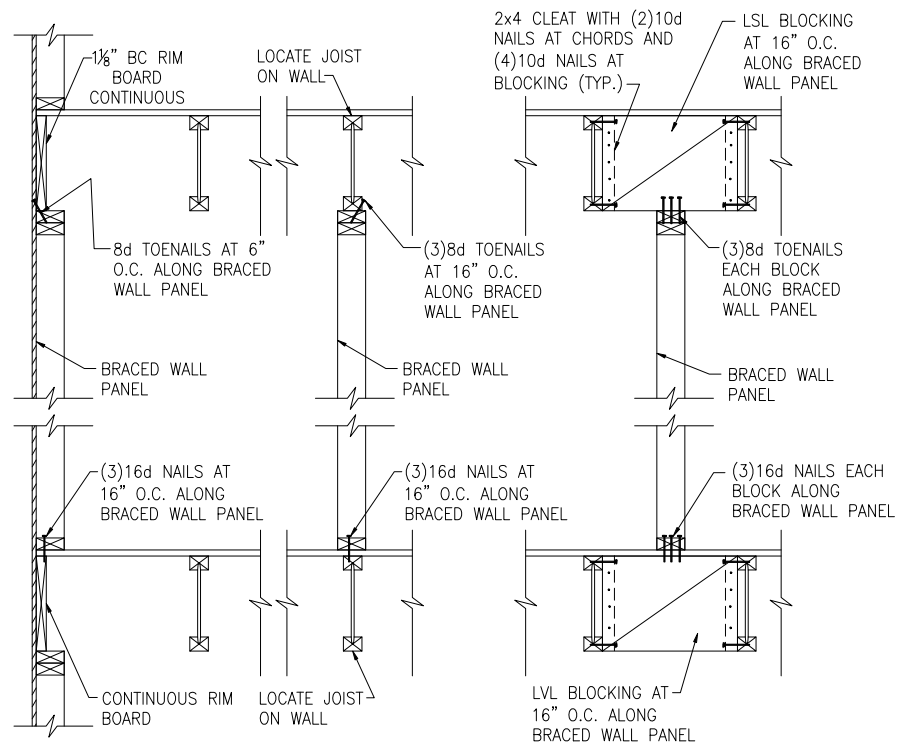 1⅛" BC RIM
BOARD
CONTINUOUS
LOCATE JOIST
ON WALL
2x4 CLEAT WITH (2)10d
NAILS AT CHORDS AND
(4)10d NAILS AT
BLOCKING (TYP.)
LSL BLOCKING
AT 16" O.C.
ALONG BRACED
WALL PANEL
8d TOENAILS AT 6"
O.C. ALONG BRACED
WALL PANEL
(3)8d TOENAILS
AT 16" O.C.
ALONG BRACED
WALL PANEL
(3)8d TOENAILS
EACH BLOCK
ALONG BRACED
WALL PANEL
BRACED WALL
PANEL
BRACED WALL
PANEL
BRACED WALL
PANEL
(3)16d NAILS AT
16" O.C. ALONG
BRACED WALL PANEL
(3)16d NAILS AT
16" O.C. ALONG
BRACED WALL PANEL
(3)16d NAILS EACH
BLOCK ALONG
BRACED WALL PANEL
CONTINUOUS RIM
BOARD
LOCATE JOIST
ON WALL
LVL BLOCKING AT
16" O.C. ALONG
BRACED WALL PANEL